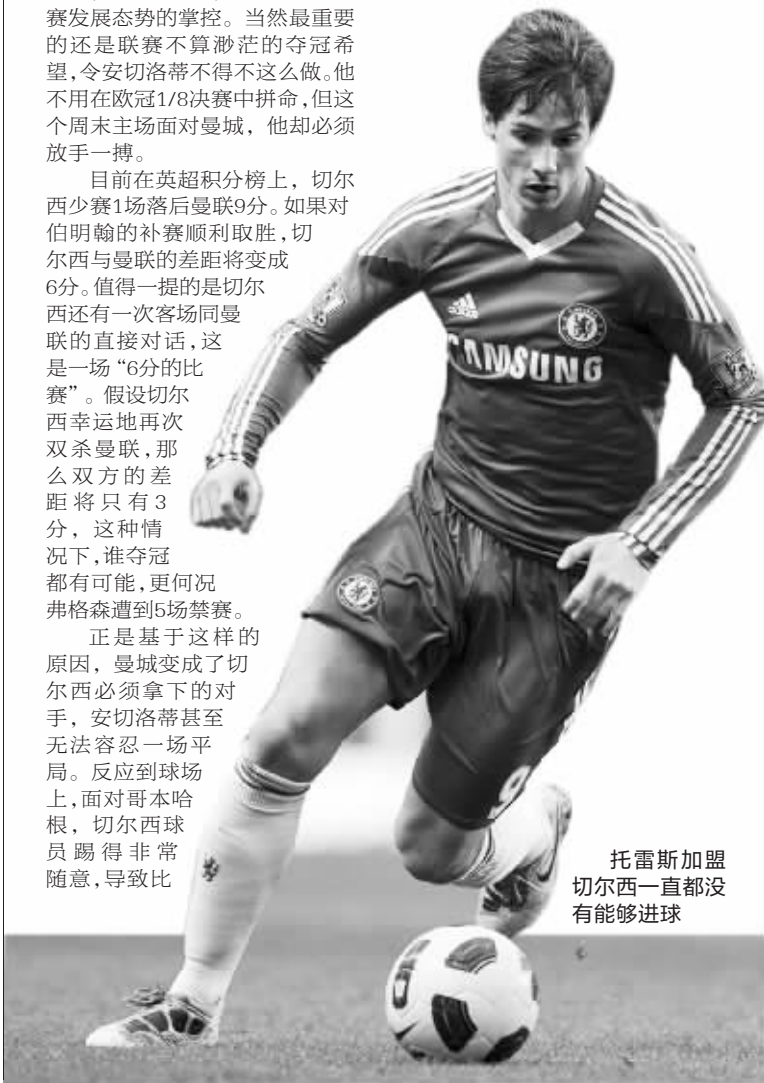 赛发展态势的掌控。当然最重要
的还是联赛不算渺茫的夺冠希
望,令安切洛蒂不得不这么做。他
不用在欧冠1/8决赛中拼命,但这
个周末主场面对曼城，他却必须
放手一搏。
目前在英超积分榜上，切尔
西少赛1场落后曼联9分。如果对
伯明翰的补赛顺利取胜,切
尔西与曼联的差距将变成
6分。值得一提的是切尔
西还有一次客场同曼
联的直接对话,这
是一场“6分的比
赛”。假设切尔
西幸运地再次
双杀曼联,那
么双方的差
距将只有3
分，这种情
况下,谁夺冠
都有可能,更何况
弗格森遭到5场禁赛。
正是基于这样的
原因，曼城变成了切
尔西必须拿下的对
手，安切洛蒂甚至
无法容忍一场平
局。反应到球场
上,面对哥本哈
根，切尔西球
员踢得非常
随意,导致比
adidas
SAMSUNG
9
托雷斯加盟
切尔西一直都没
有能够进球